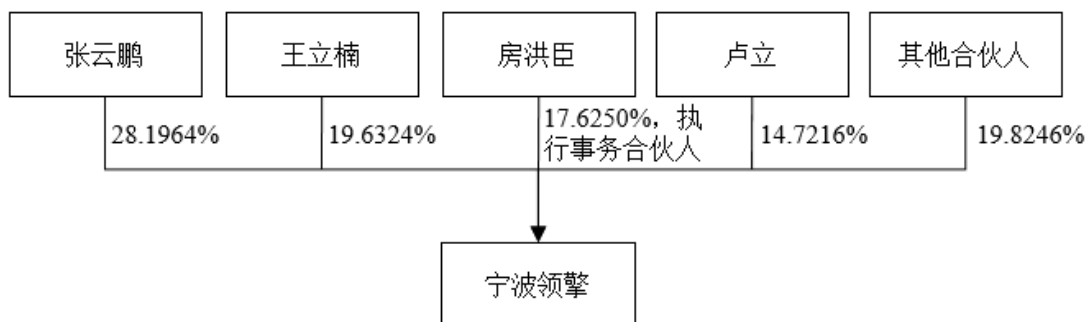 张云鹏
王立楠
房洪臣
卢立
其他合伙人
28.1964%
19.6324%
17.6250%，执
行事务合伙人
14.7216%
19.8246%
宁波领擎